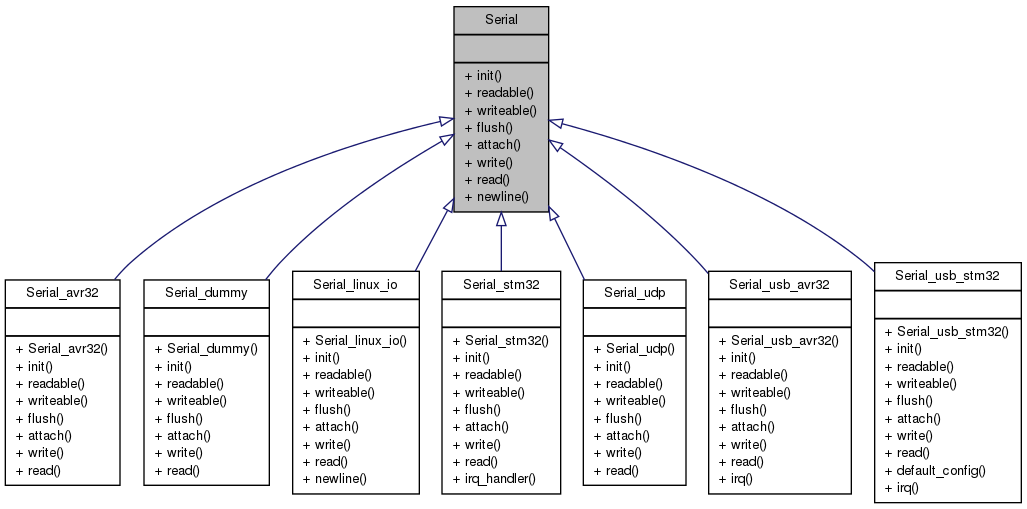 Serial
+ init()
+ readable()
+ writeable()
+ flush()
+ attach()
+ write()
+ read()
+ newline()
Serial_avr32
+ Serial_avr32()
+ init()
+ readable()
+ writeable()
+ flush()
+ attach()
+ write()
+ read()
Serial_dummy
+ Serial_dummy()
+ init()
+ readable()
+ writeable()
+ flush()
+ attach()
+ write()
+ read()
Serial_linux_io
+ Serial_linux_io()
+ init()
+ readable()
+ writeable()
+ flush()
+ attach()
+ write()
+ read()
+ newline()
Serial_stm32
+ Serial_stm32()
+ init()
+ readable()
+ writeable()
+ flush()
+ attach()
+ write()
+ read()
+ irq_handler()
Serial_udp
+ Serial_udp()
+ init()
+ readable()
+ writeable()
+ flush()
+ attach()
+ write()
+ read()
Serial_usb_avr32
+ Serial_usb_avr32()
+ init()
+ readable()
+ writeable()
+ flush()
+ attach()
+ write()
+ read()
+ irq()
Serial_usb_stm32
+ Serial_usb_stm32()
+ init()
+ readable()
+ writeable()
+ flush()
+ attach()
+ write()
+ read()
+ default_config()
+ irq()